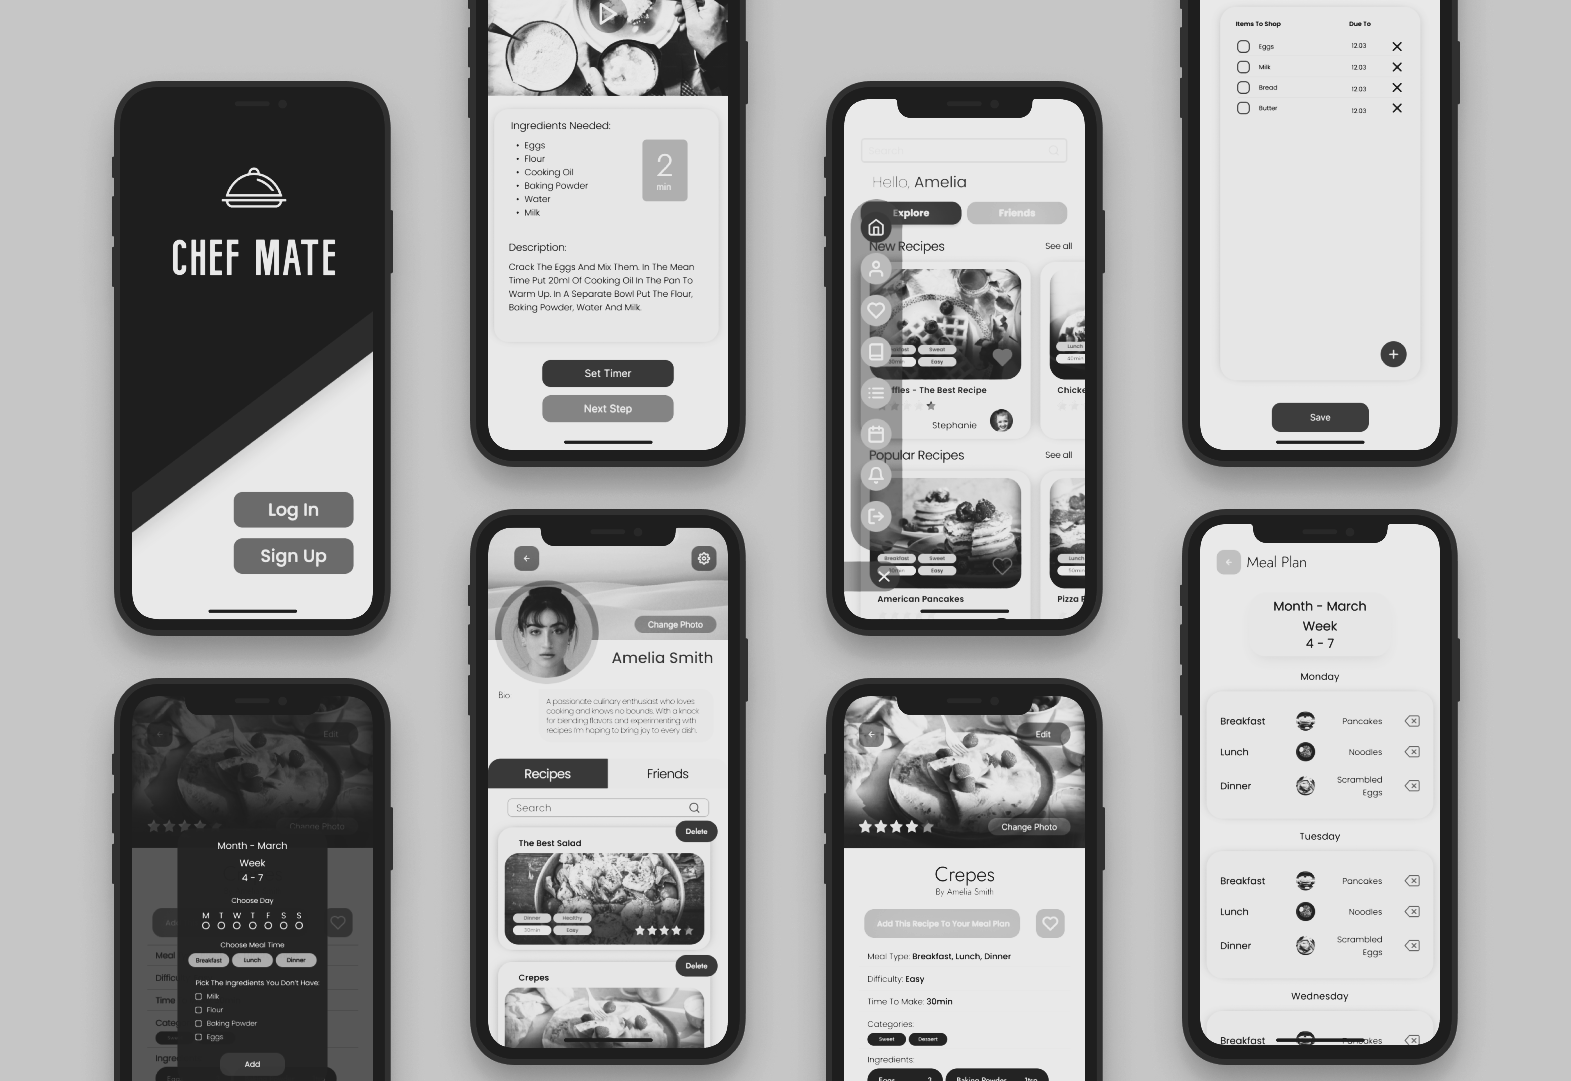 CHEF MATE
Log In
Sign Up
Edit
Change Photo
Month - March
Week
4 - 7
Choose Day
M T W T F S S
Choose Meal Time
Breakfast Lunch Dinner
Pick The Ingredients You Don't Have:
Milk
Flour
Baking Powder
Eggs
Add
Meal
Time
Ingredients Needed:
• Eggs
• Flour
• Cooking Oil
• Baking Powder
• Water
• Milk
2
min
Description:
Crack The Eggs And Mix Them. In The Mean
Time Put 20ml Of Cooking Oil In The Pan To
Warm Up. In A Separate Bowl Put The Flour,
Baking Powder, Water And Milk.
Set Timer
Next Step
Change Photo
Amelia Smith
Bio
A passionate culinary enthusiast who loves
cooking and knows no bounds. With a knack
for blending flavors and experimenting with
recipes I'm hoping to bring joy to every dish.
Recipes Friends
Search
Delete
The Best Salad
Dinner Healthy
30min Easy
Delete
Crepes
Search
Hello, Amelia
Explore Friends
New Recipes See all
Sweat
Easy
Lunch
ffles - The Best Recipe
Chicke
Stephanie
Popular Recipes See all
Breakfast Sweet
Easy
Lunch
American Pancakes
Pizza R
Edit
Change Photo
Crepes
By Amelia Smith
Add This Recipe To Your Meal Plan
Meal Type: Breakfast, Lunch, Dinner
Difficulty: Easy
Time To Make: 30min
Categories:
Sweet Dessert
Ingredients:
Eggs 2 Baking Powder 1tsp
Items To Shop Due To
Eggs 12.03
Milk 12.03
Bread 12.03
Butter 12.03
Save
Meal Plan
Month - March
Week
4 - 7
Monday
Breakfast Pancakes
Lunch Noodles
Dinner Scrambled
Eggs
Tuesday
Breakfast Pancakes
Lunch Noodles
Dinner Scrambled
Eggs
Wednesday
Breakfast Pancakes